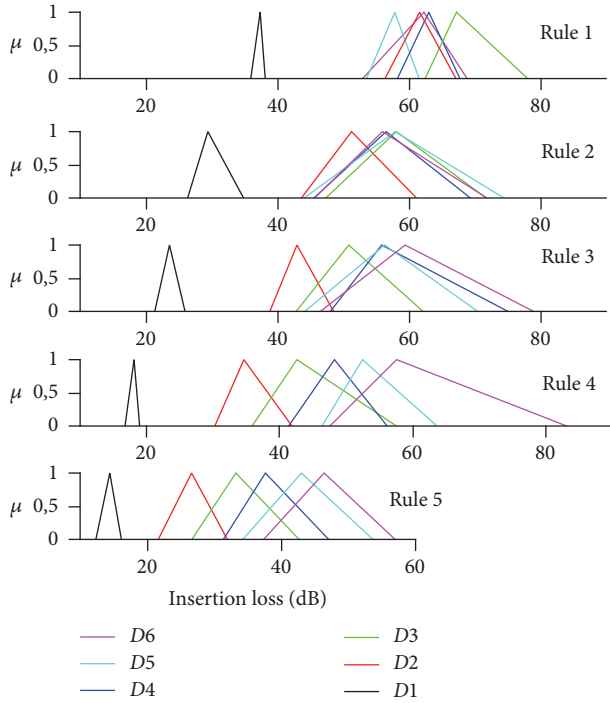 1
μ 0,5 Rule 1
0
20 40 60 80
1
μ 0,5 Rule 2
0
20 40 60 80
1
μ 0,5 Rule 3
0
20 40 60 80
1
μ 0,5 Rule 4
0
20 40 60 80
1
μ 0,5 Rule 5
0
20 40 60
Insertion loss (dB)
D6 D3
D5 D2
D4 D1